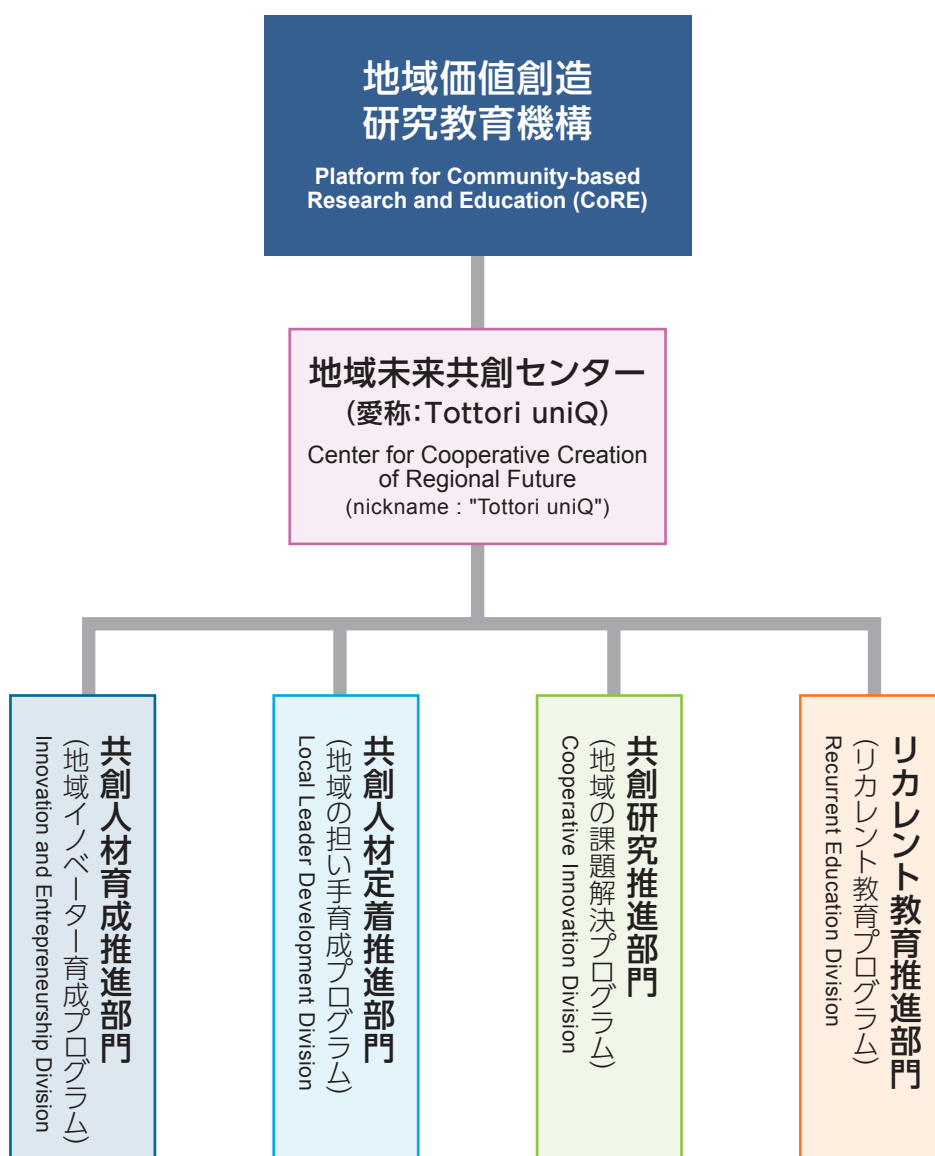 地域価値創造
研究教育機構
Platform for Community-based
Research and Education (CoRE)
地域未来共創センター
(愛称:Tottori uniQ)
Center for Cooperative Creation
of Regional Future
(nickname : "Tottori uniQ")
共創人材育成推進部門
(地域イノベーター育成プログラム)
Innovation and Entrepreneurship Division
共創人材定着推進部門
(地域の担い手育成プログラム)
Local Leader Development Division
共創研究推進部門
(地域の課題解決プログラム)
Cooperative Innovation Division
リカレント教育推進部門
(リカレント教育プログラム)
Recurrent Education Division